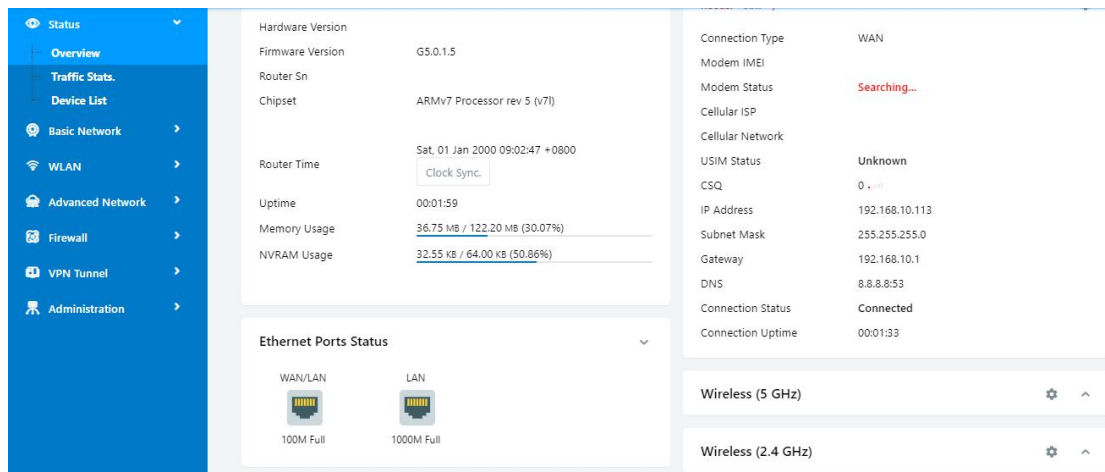 Status
Overview
Traffic Stats.
Device List
Basic Network
WLAN
Advanced Network
Firewall
VPN Tunnel
Administration
Hardware Version
Firmware Version G5.0.1.5
Router Sn
Chipset ARMv7 Processor rev 5 (v7l)
Router Time Sat, 01 Jan 2000 09:02:47 +0800
Clock Sync.
Uptime 00:01:59
Memory Usage 36.75 MB / 122.20 MB (30.07%)
NVRAM Usage 32.55 KB / 64.00 KB (50.86%)
Ethernet Ports Status
WAN/LAN LAN
100M Full 1000M Full
Connection Type WAN
Modem IMEI
Modem Status Searching...
Cellular ISP
Cellular Network
USIM Status Unknown
CSQ 0
IP Address 192.168.10.113
Subnet Mask 255.255.255.0
Gateway 192.168.10.1
DNS 8.8.8.8:53
Connection Status Connected
Connection Uptime 00:01:33
Wireless (5 GHz)
Wireless (2.4 GHz)